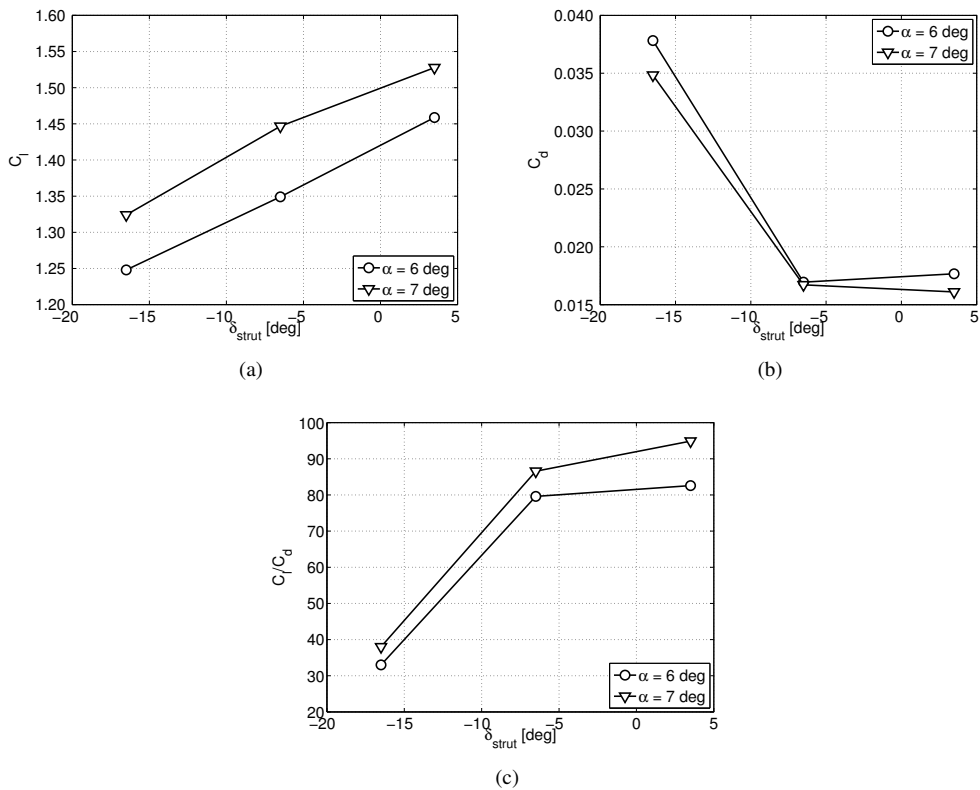 1.60
1.55
1.50
1.45
1.40
1.35
1.30
1.25
1.20
C_l
−20 −15 −10 −5 0 5
δ_strut [deg]
α = 6 deg
α = 7 deg
(a)
0.040
0.035
0.030
0.025
0.020
0.015
C_d
−20 −15 −10 −5 0 5
δ_strut [deg]
α = 6 deg
α = 7 deg
(b)
100
90
80
70
60
50
40
30
20
C_l/C_d
−20 −15 −10 −5 0 5
δ_strut [deg]
α = 6 deg
α = 7 deg
(c)